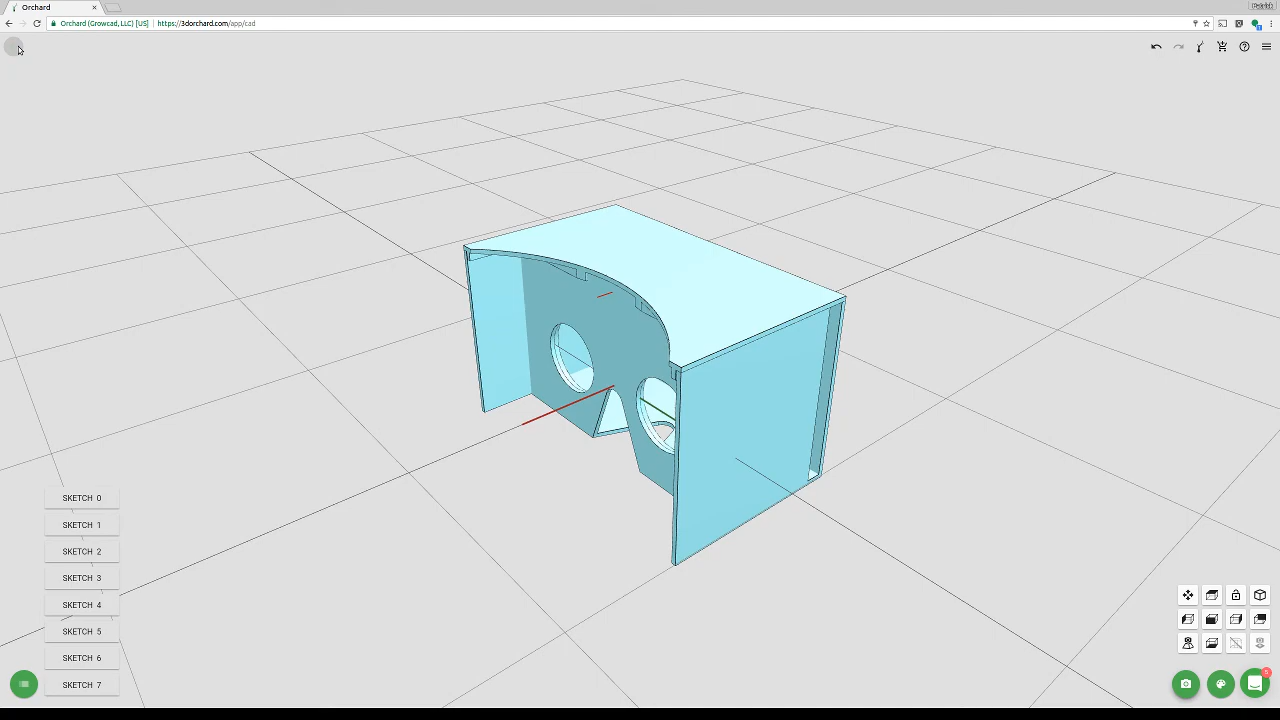 Orchard
Patrick
Orchard (Growcad, LLC) [US]
https://3dorchard.com/app/cad
SKETCH 0
SKETCH 1
SKETCH 2
SKETCH 3
SKETCH 4
SKETCH 5
SKETCH 6
SKETCH 7